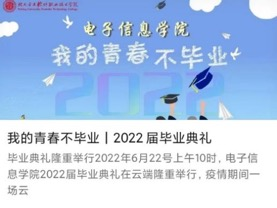 电子信息学院
我的青春不毕业
2022
我的青春不毕业丨2022届毕业典礼
毕业典礼隆重举行2022年6月22号上午10时，电子信
息学院2022届毕业典礼在云端隆重举行，疫情期间一
场云